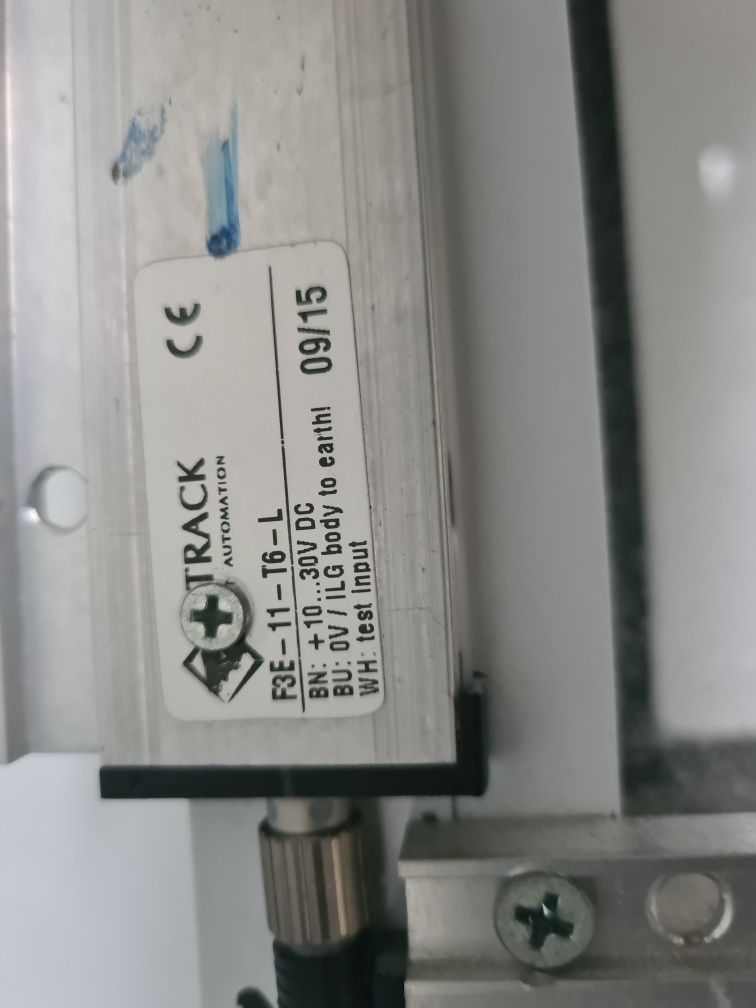 TRACK CE
AUTOMATION
F3E-11-T6-L
BN: +10...30V DC
BU: 0V / ILG body to earth! 09/15
WH: test input